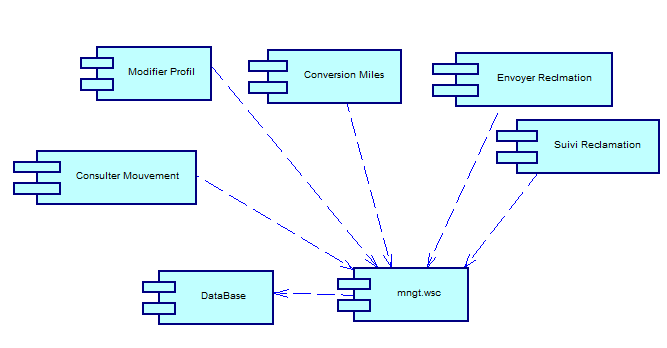 Modifier Profil
Conversion Miles
Envoyer Reclmation
Suivi Reclamation
Consulter Mouvement
DataBase
mngt.wsc